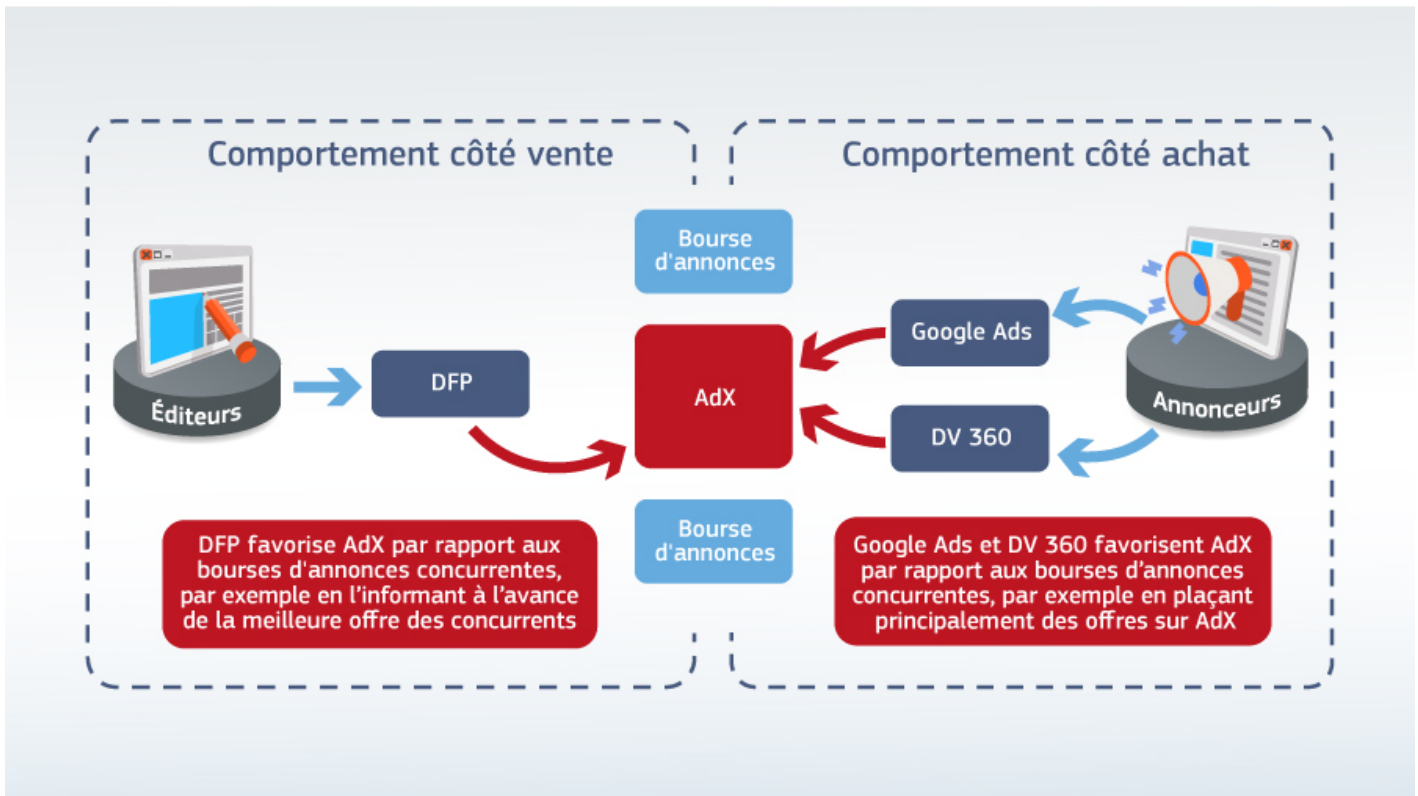 Comportement côté vente
Comportement côté achat
Bourse
d'annonces
Éditeurs
DFP
AdX
Google Ads
DV 360
Annonceurs
Bourse
d'annonces
DFP favorise AdX par rapport aux
bourses d'annonces concurrentes,
par exemple en l'informant à l'avance
de la meilleure offre des concurrents
Google Ads et DV 360 favorisent AdX
par rapport aux bourses d’annonces
concurrentes, par exemple en plaçant
principalement des offres sur AdX